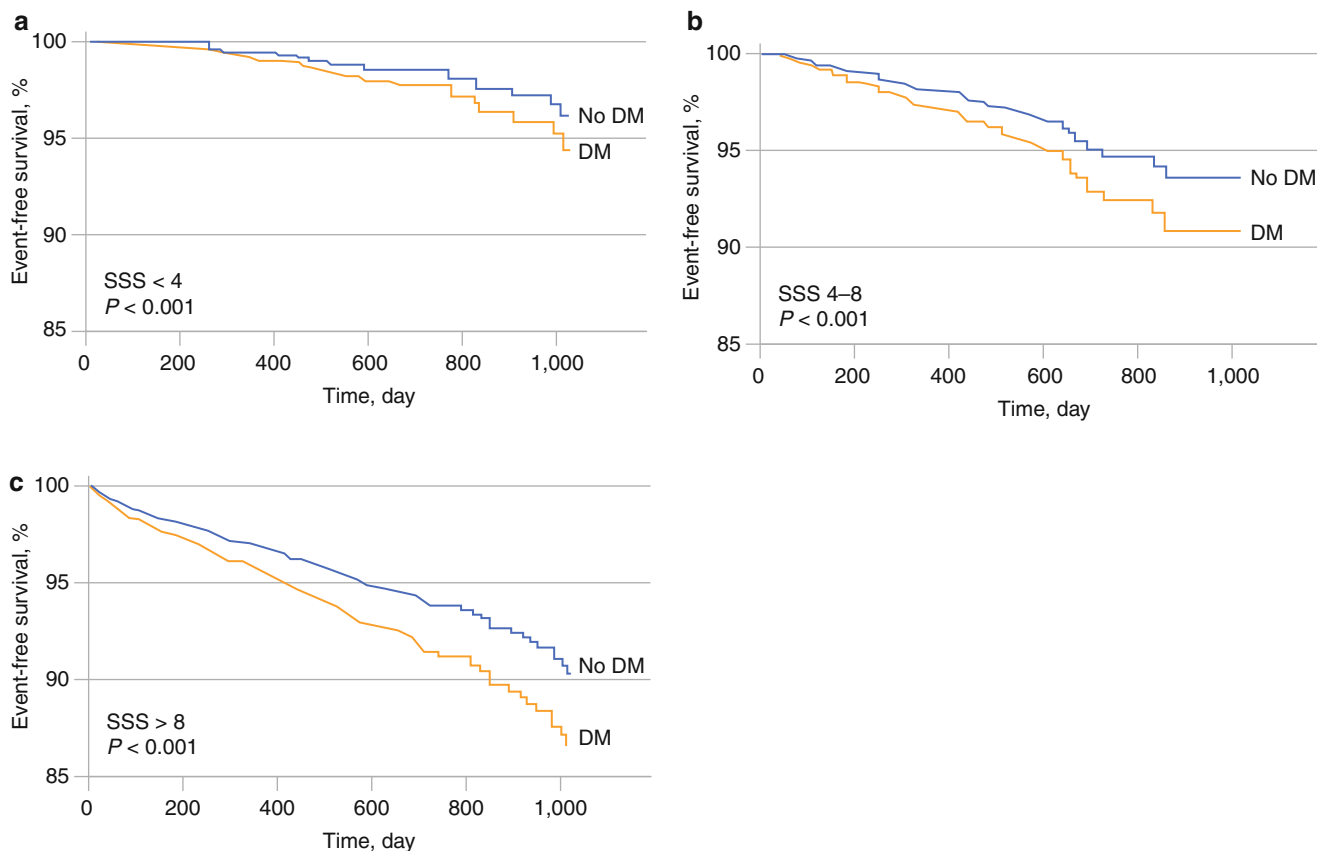 a
Event-free survival, %
100
95
90
85
No DM
DM
SSS < 4
P < 0.001
0 200 400 600 800 1,000
Time, day
b
Event-free survival, %
100
95
90
85
No DM
DM
SSS 4–8
P < 0.001
0 200 400 600 800 1,000
Time, day
c
Event-free survival, %
100
95
90
85
No DM
DM
SSS > 8
P < 0.001
0 200 400 600 800 1,000
Time, day